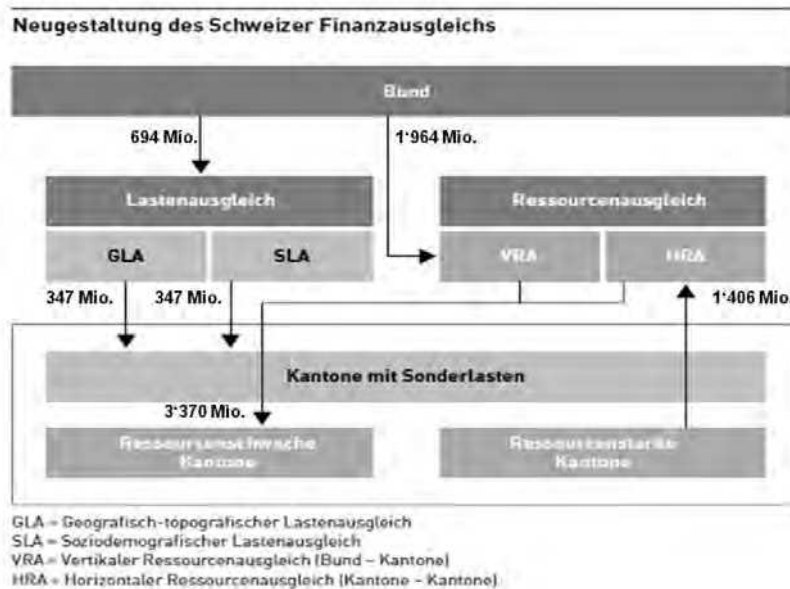 Neugestaltung des Schweizer Finanzausgleichs
Bund
694 Mio.
1'964 Mio.
Lastenausgleich
Ressourcenausgleich
GLA
SLA
VRA
HRA
347 Mio.
347 Mio.
1'406 Mio.
Kantone mit Sonderlasten
3'370 Mio.
Ressourcenschwache
Kantone
Ressourcenstarke
Kantone
GLA = Geografisch-topografischer Lastenausgleich
SLA = Soziodemografischer Lastenausgleich
VRA = Vertikaler Ressourcenausgleich (Bund – Kantone)
HRA = Horizontaler Ressourcenausgleich (Kantone – Kantone)